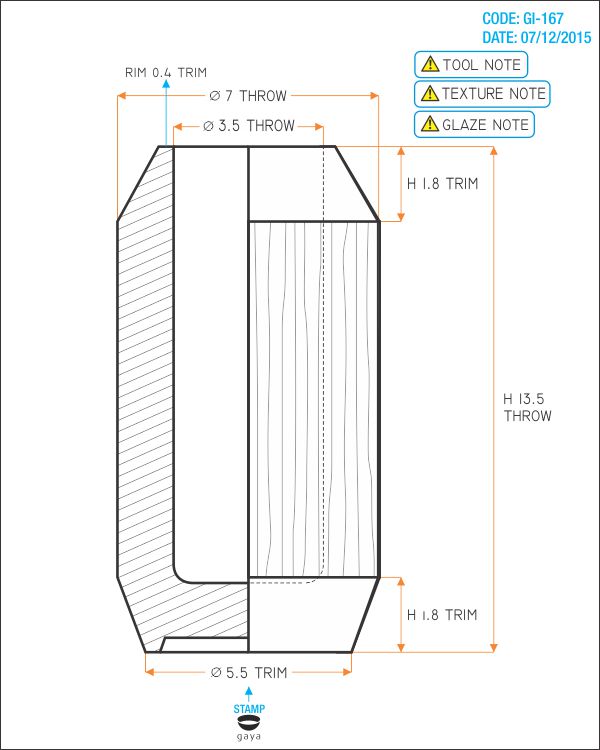 CODE: GI-167
DATE: 07/12/2015
TOOL NOTE
TEXTURE NOTE
GLAZE NOTE
RIM 0.4 TRIM
Ø 7 THROW
Ø 3.5 THROW
H 1.8 TRIM
H 13.5
THROW
H 1.8 TRIM
Ø 5.5 TRIM
STAMP
gaya